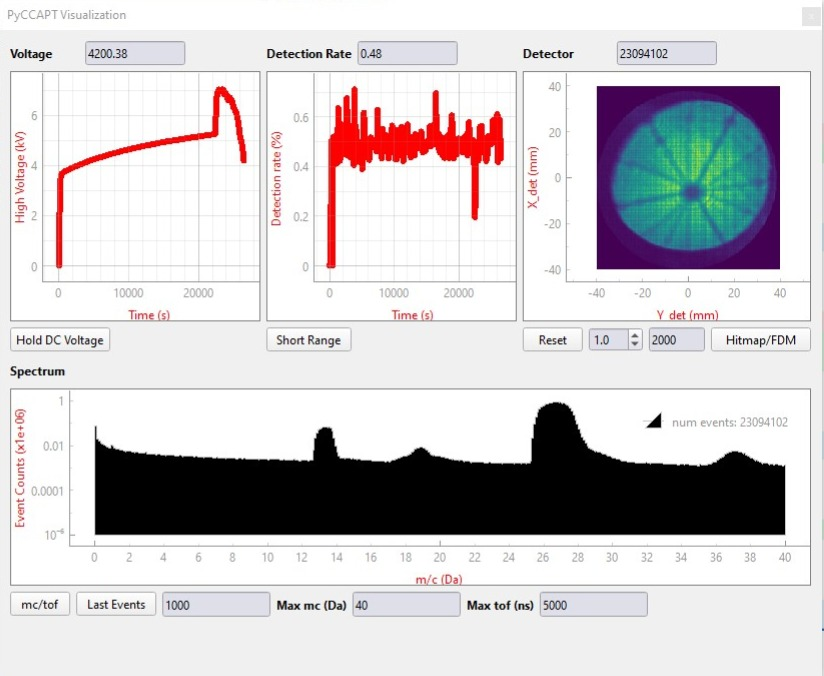 PyCCAPT Visualization
x
Voltage 4200.38 Detection Rate 0.48 Detector 23094102
High Voltage (kV)
6
4
2
0
0 10000 20000
Time (s)
Detection rate (%)
0.6
0.4
0.2
0
0 10000 20000
Time (s)
X_det (mm)
40
20
0
-20
-40
-40 -20 0 20 40
Y_det (mm)
Hold DC Voltage Short Range Reset 1.0 2000 Hitmap/FDM
Spectrum
Event Counts (x1e+06)
1
0.01
0.0001
10⁻⁶
num events: 23094102
0 2 4 6 8 10 12 14 16 18 20 22 24 26 28 30 32 34 36 38 40
m/c (Da)
mc/tof Last Events 1000 Max mc (Da) 40 Max tof (ns) 5000